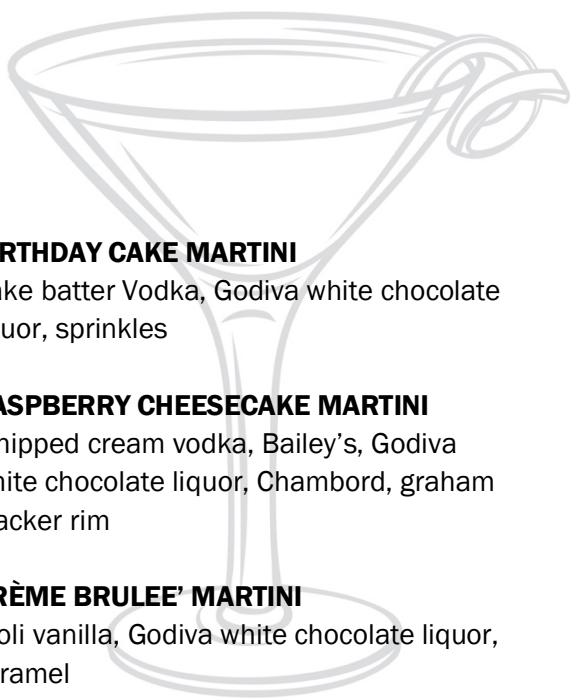 IRTHDAY CAKE MARTINI
ake batter Vodka, Godiva white chocolate
uor, sprinkles
ASPBERRY CHEESECAKE MARTINI
hipped cream vodka, Bailey’s, Godiva
hite chocolate liquor, Chambord, graham
acker rim
RÈME BRULEE’ MARTINI
oli vanilla, Godiva white chocolate liquor,
ramel